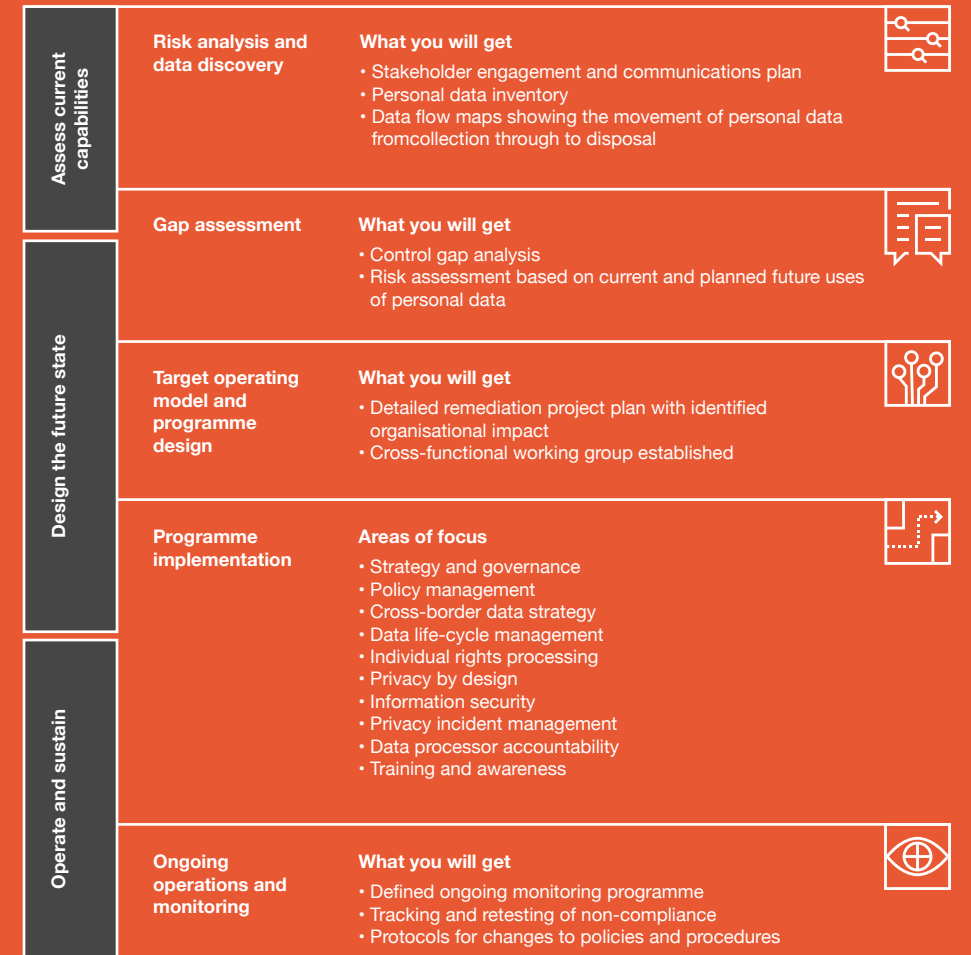 Assess current
capabilities
Risk analysis and
data discovery
What you will get
• Stakeholder engagement and communications plan
• Personal data inventory
• Data flow maps showing the movement of personal data
fromcollection through to disposal
Design the future state
Gap assessment
What you will get
• Control gap analysis
• Risk assessment based on current and planned future uses
of personal data
Target operating
model and
programme
design
What you will get
• Detailed remediation project plan with identified
organisational impact
• Cross-functional working group established
Programme
implementation
Areas of focus
• Strategy and governance
• Policy management
• Cross-border data strategy
• Data life-cycle management
• Individual rights processing
• Privacy by design
• Information security
• Privacy incident management
• Data processor accountability
• Training and awareness
Operate and sustain
Ongoing
operations and
monitoring
What you will get
• Defined ongoing monitoring programme
• Tracking and retesting of non-compliance
• Protocols for changes to policies and procedures